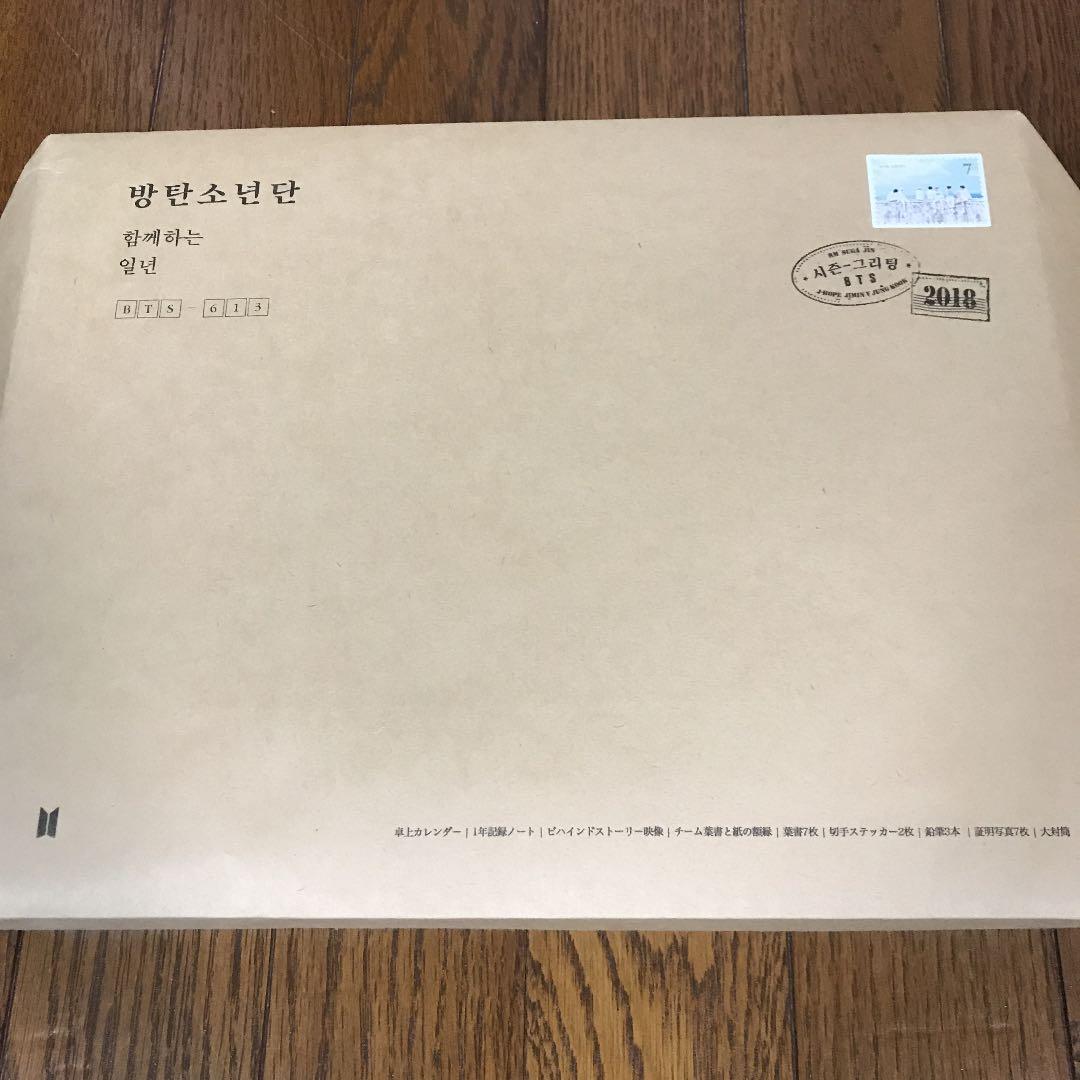 방탄소년단
함께하는
일년
BTS-613
7
RM SUGA JIN
시즌-그리팅
BTS
J-HOPE JIMIN V JUNG KOOK
2018
卓上カレンダー | 1年記録ノート | ビハインドストーリー映像 | チーム葉書と紙の額縁 | 葉書7枚 | 切手ステッカー2枚 | 鉛筆3本 | 証明写真7枚 | 大封筒